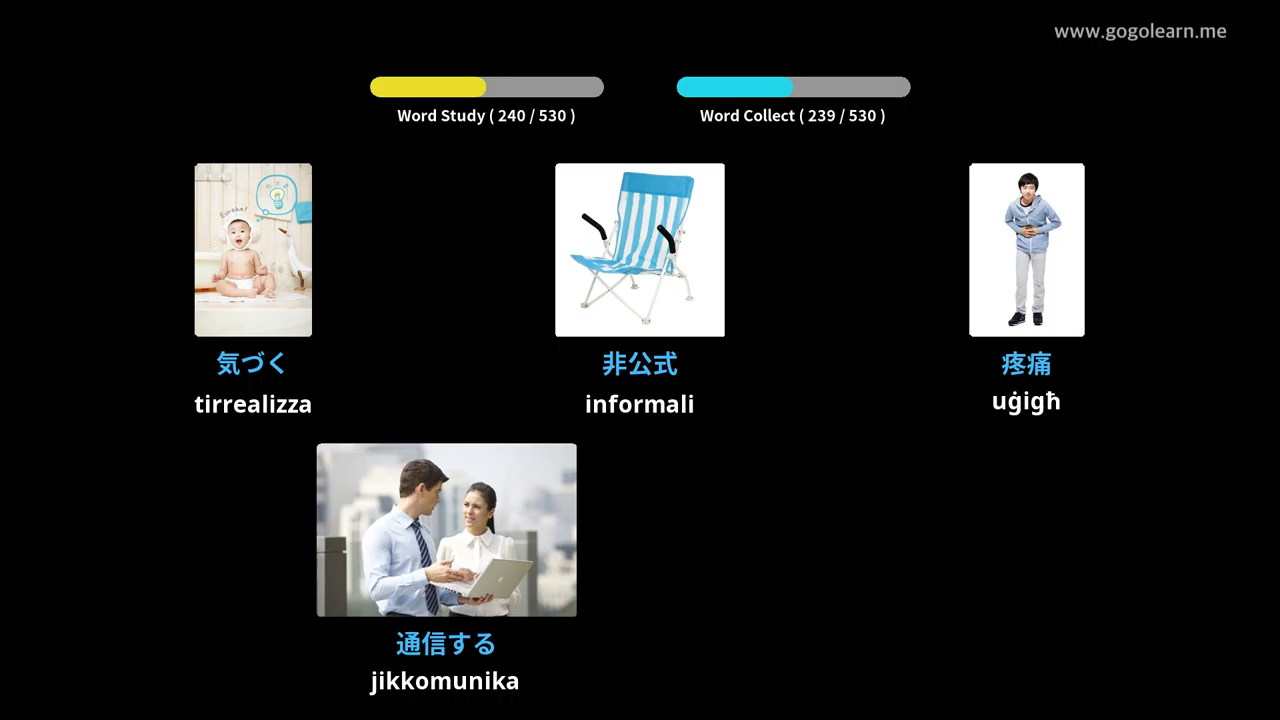 www.gogolearn.me
Word Study ( 240 / 530 )
Word Collect ( 239 / 530 )
Eureka!
気づく
非公式
疼痛
tirrealizza
informali
uġigħ
通信する
jikkomunika